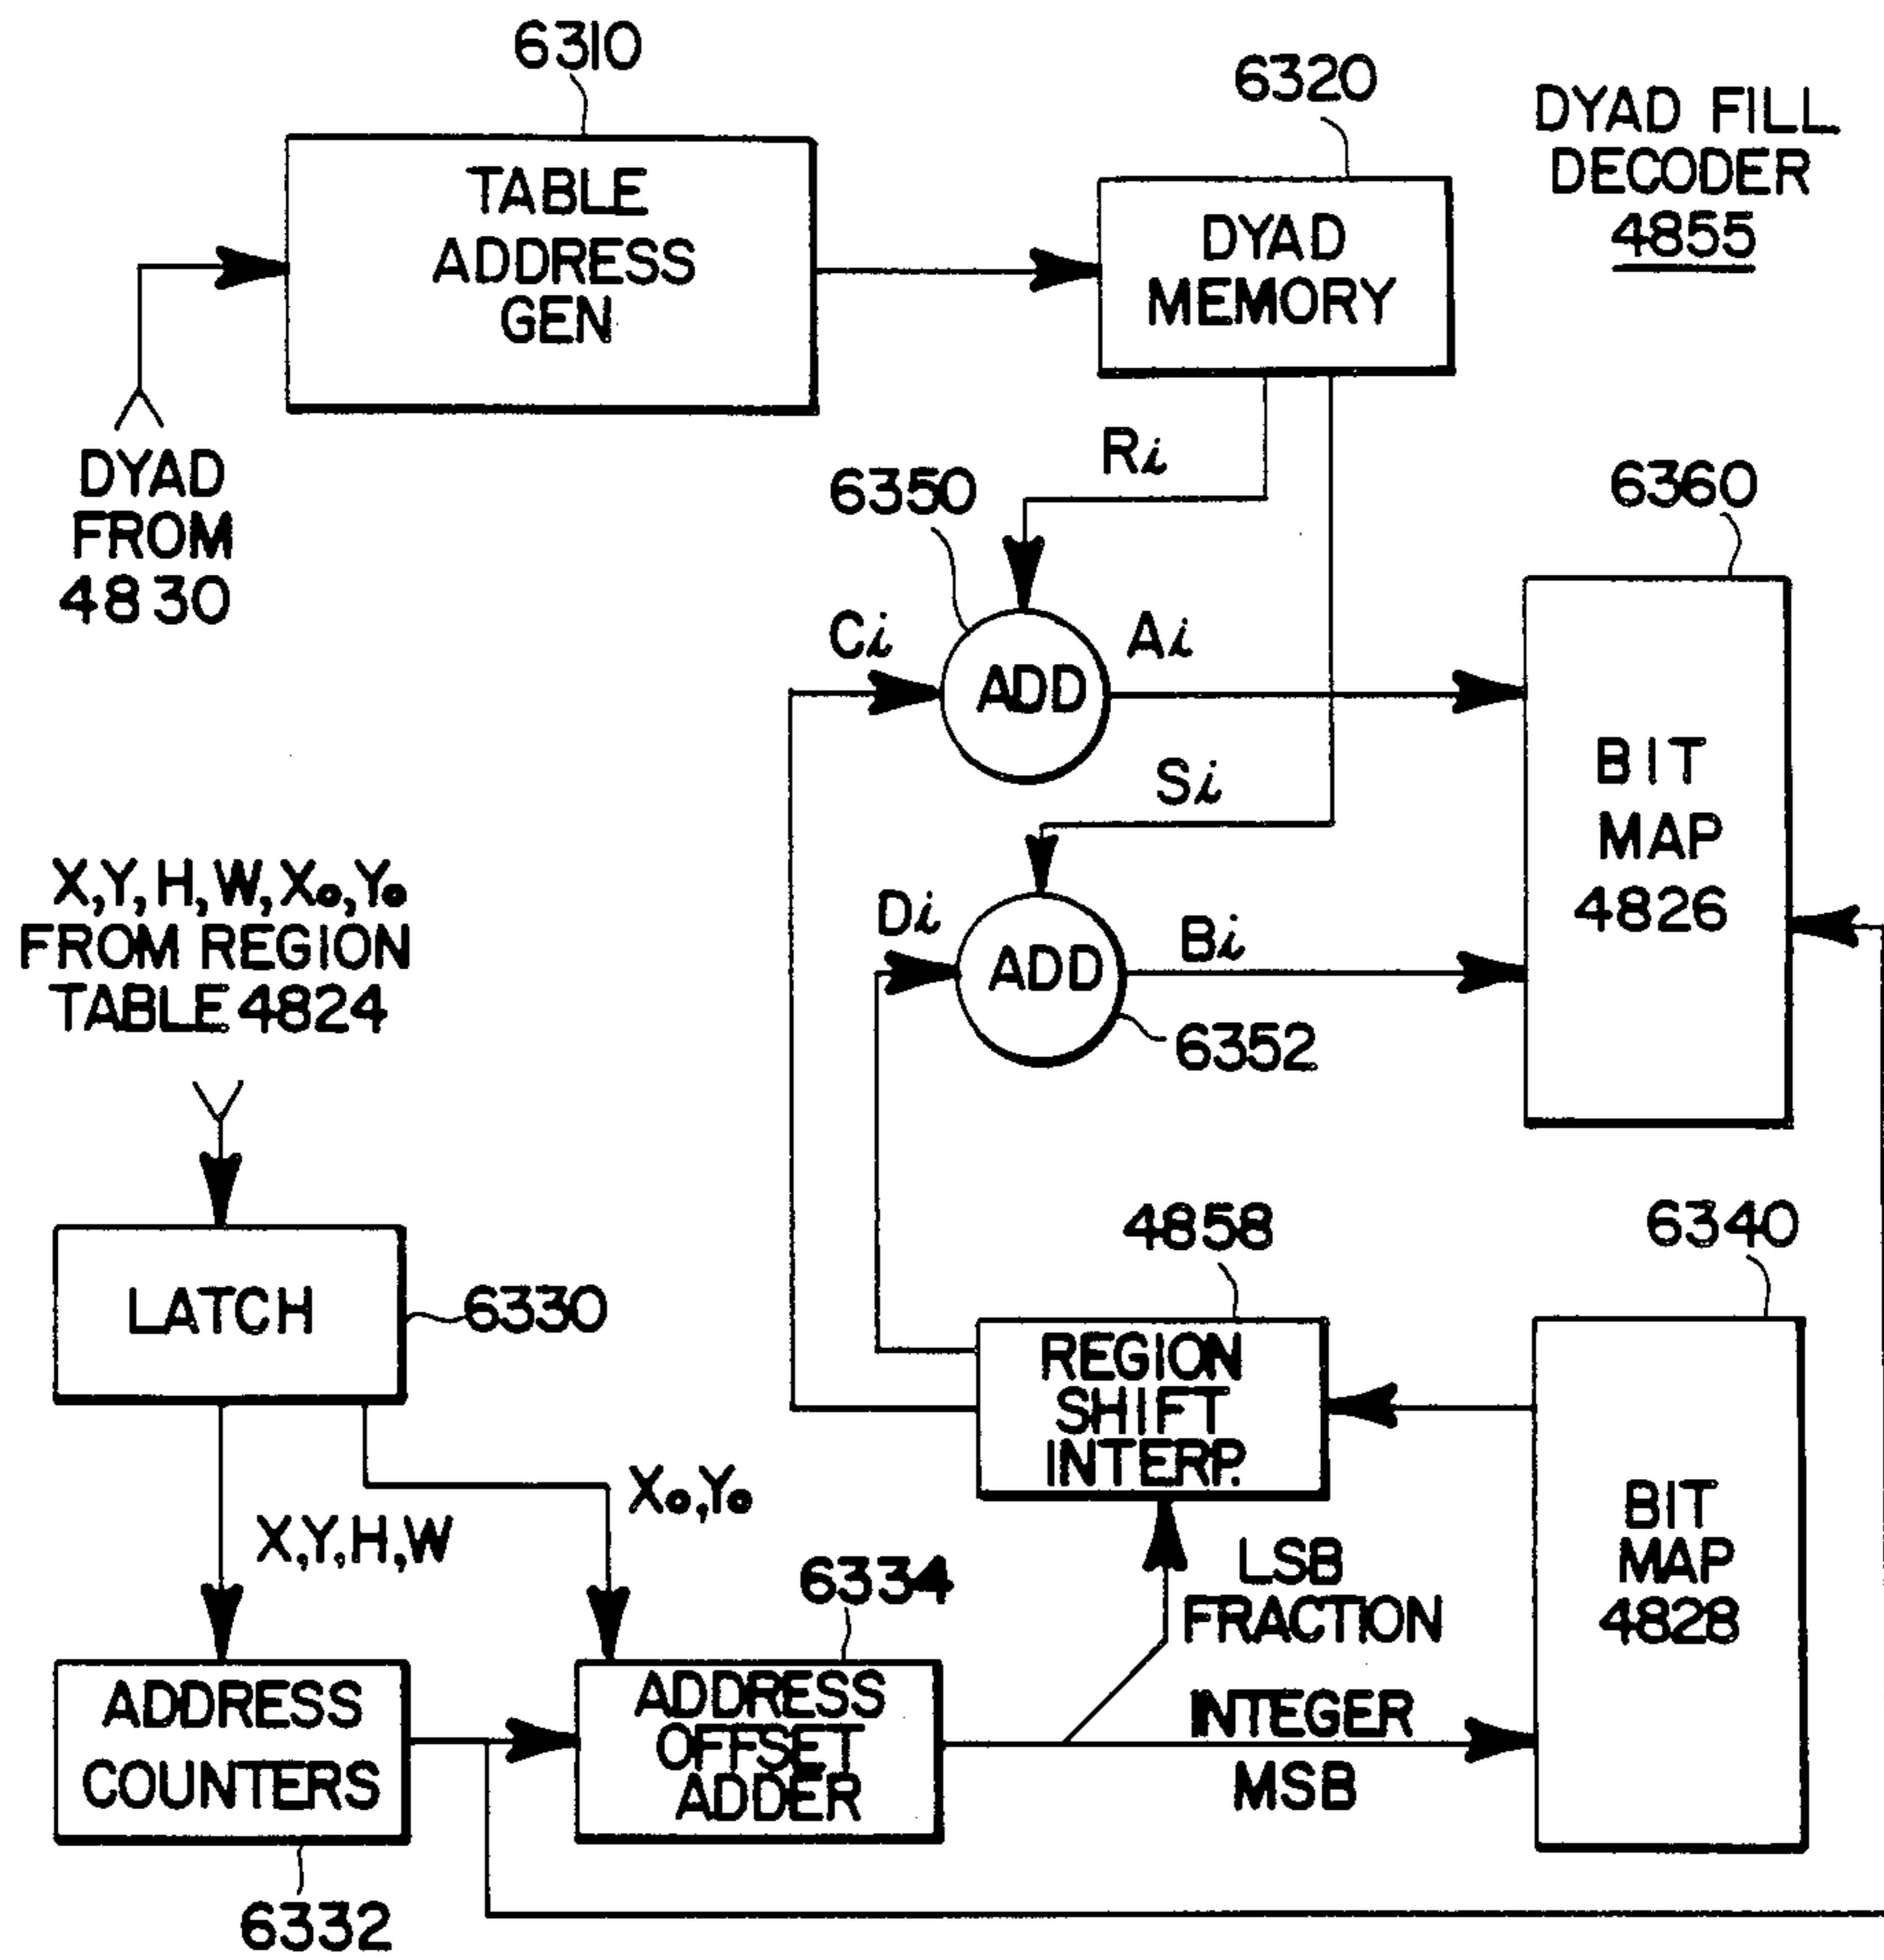 6310
6320
DYAD FILL
DECODER
4855
TABLE
ADDRESS
GEN
DYAD
MEMORY
DYAD
FROM
4830
Ri
6350
6360
Ci
Ai
ADD
Si
BIT
MAP
4826
X,Y,H,W,Xo,Yo
FROM REGION
TABLE 4824
Di
Bi
ADD
6352
4858
6340
LATCH
6330
REGION
SHIFT
INTERP.
Xo,Yo
X,Y,H,W
BIT
MAP
4828
6334
LSB
FRACTION
ADDRESS
COUNTERS
ADDRESS
OFFSET
ADDER
INTEGER
MSB
6332